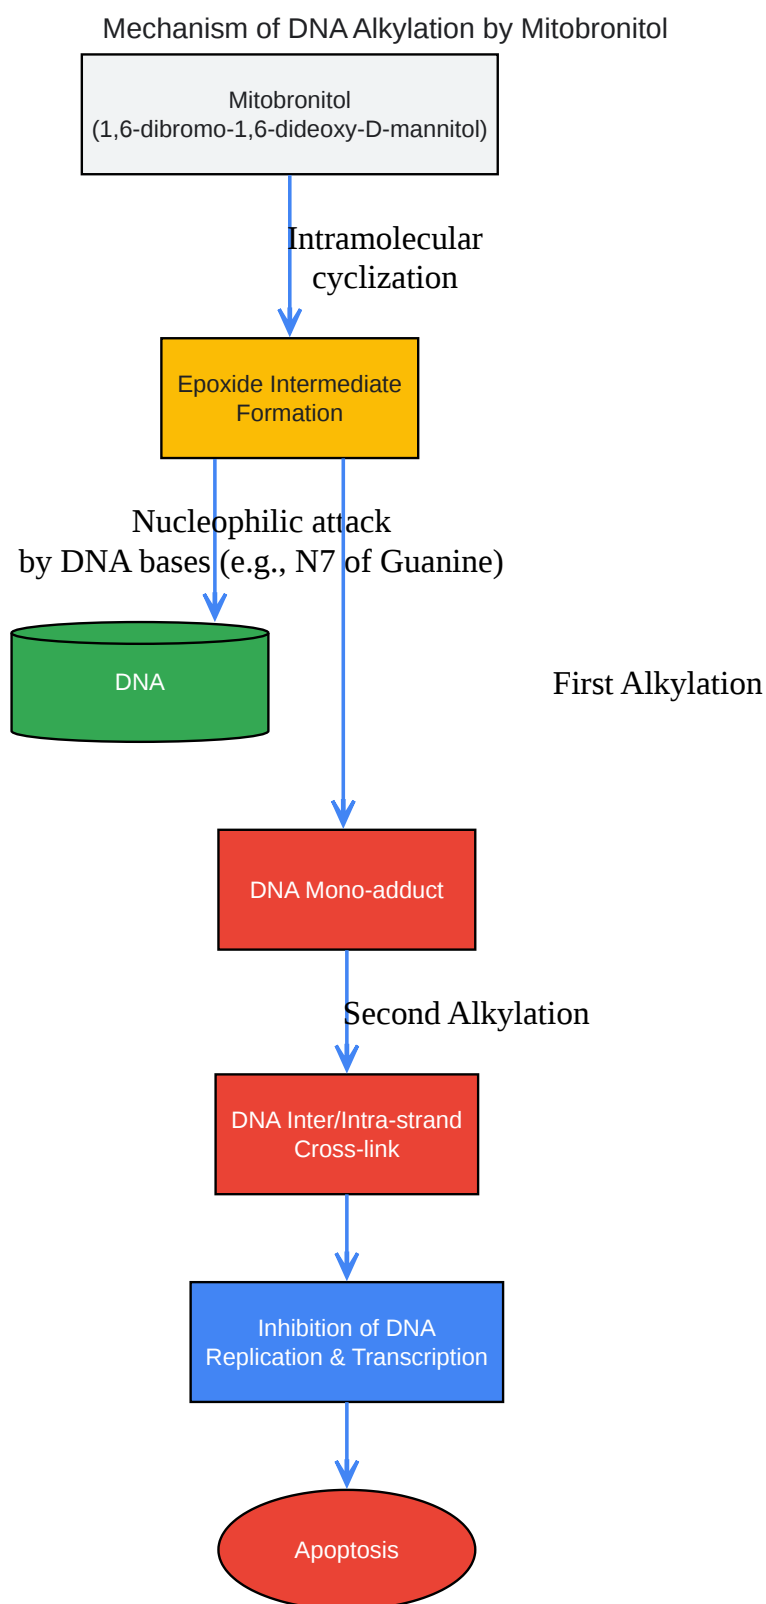 Mechanism of DNA Alkylation by Mitobronitol
Mitobronitol
(1,6-dibromo-1,6-dideoxy-D-mannitol)
Intramolecular
cyclization
Epoxide Intermediate
Formation
Nucleophilic attack
by DNA bases (e.g., N7 of Guanine)
DNA
First Alkylation
DNA Mono-adduct
Second Alkylation
DNA Inter/Intra-strand
Cross-link
Inhibition of DNA
Replication & Transcription
Apoptosis